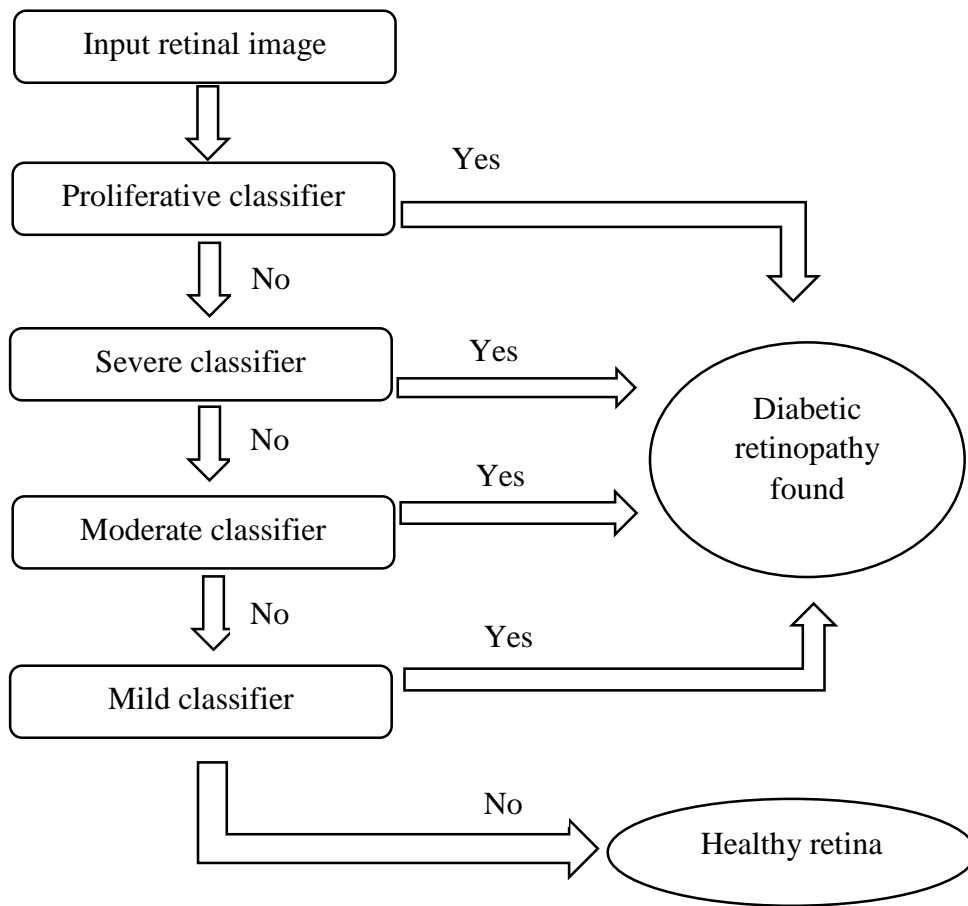 Input retinal image
Yes
Proliferative classifier
No
Severe classifier
Yes
Diabetic
retinopathy
found
No
Yes
Moderate classifier
No
Yes
Mild classifier
No
Healthy retina